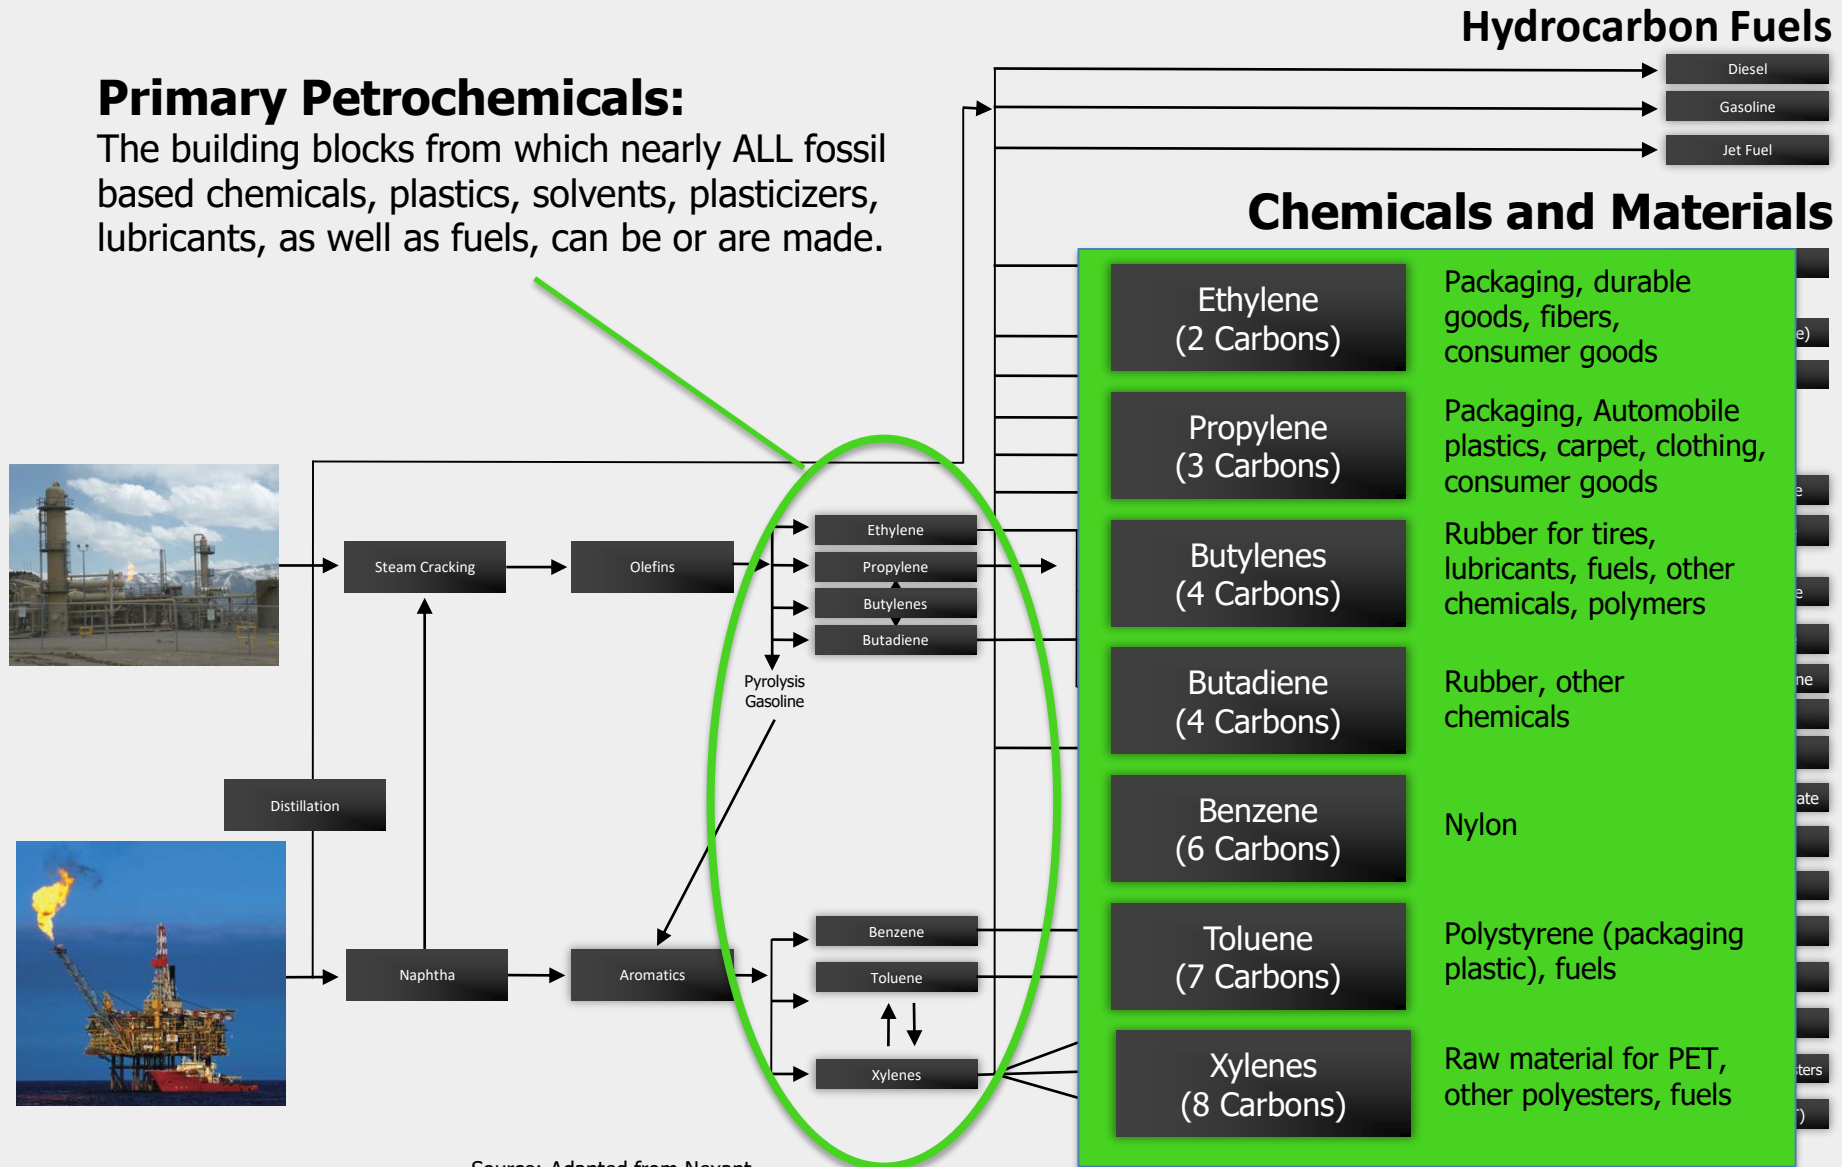 Hydrocarbon Fuels
Diesel
Gasoline
Jet Fuel
Primary Petrochemicals:
The building blocks from which nearly ALL fossil
based chemicals, plastics, solvents, plasticizers,
lubricants, as well as fuels, can be or are made.
Chemicals and Materials
Ethylene
(2 Carbons)
Packaging, durable
goods, fibers,
consumer goods
Propylene
(3 Carbons)
Packaging, Automobile
plastics, carpet, clothing,
consumer goods
Butylenes
(4 Carbons)
Rubber for tires,
lubricants, fuels, other
chemicals, polymers
Butadiene
(4 Carbons)
Rubber, other
chemicals
Benzene
(6 Carbons)
Nylon
Toluene
(7 Carbons)
Polystyrene (packaging
plastic), fuels
Xylenes
(8 Carbons)
Raw material for PET,
other polyesters, fuels
Steam Cracking
Olefins
Ethylene
Propylene
Butylenes
Butadiene
Pyrolysis
Gasoline
Distillation
Naphtha
Aromatics
Benzene
Toluene
Xylenes
Source: Adapted from Nexant